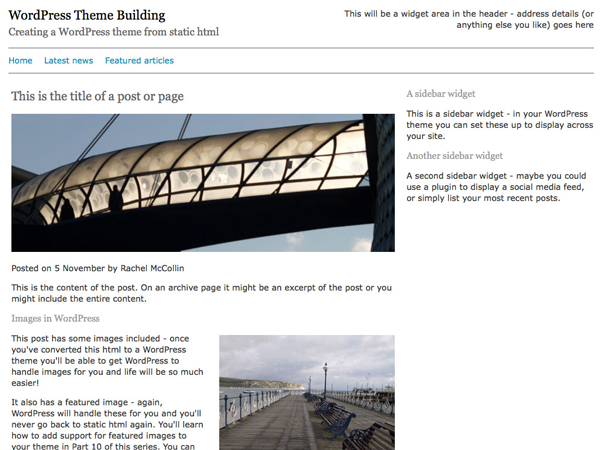 WordPress Theme Building
Creating a WordPress theme from static html
This will be a widget area in the header - address details (or
anything else you like) goes here
Home Latest news Featured articles
This is the title of a post or page
Posted on 5 November by Rachel McCollin
This is the content of the post. On an archive page it might be an excerpt of the post or you
might include the entire content.
Images in WordPress
This post has some images included - once
you've converted this html to a WordPress
theme you'll be able to get WordPress to
handle images for you and life will be so much
easier!
It also has a featured image - again,
WordPress will handle these for you and you'll
never go back to static html again. You'll learn
how to add support for featured images to
your theme in Part 10 of this series. You can
A sidebar widget
This is a sidebar widget - in your WordPress
theme you can set these up to display across
your site.
Another sidebar widget
A second sidebar widget - maybe you could
use a plugin to display a social media feed,
or simply list your most recent posts.